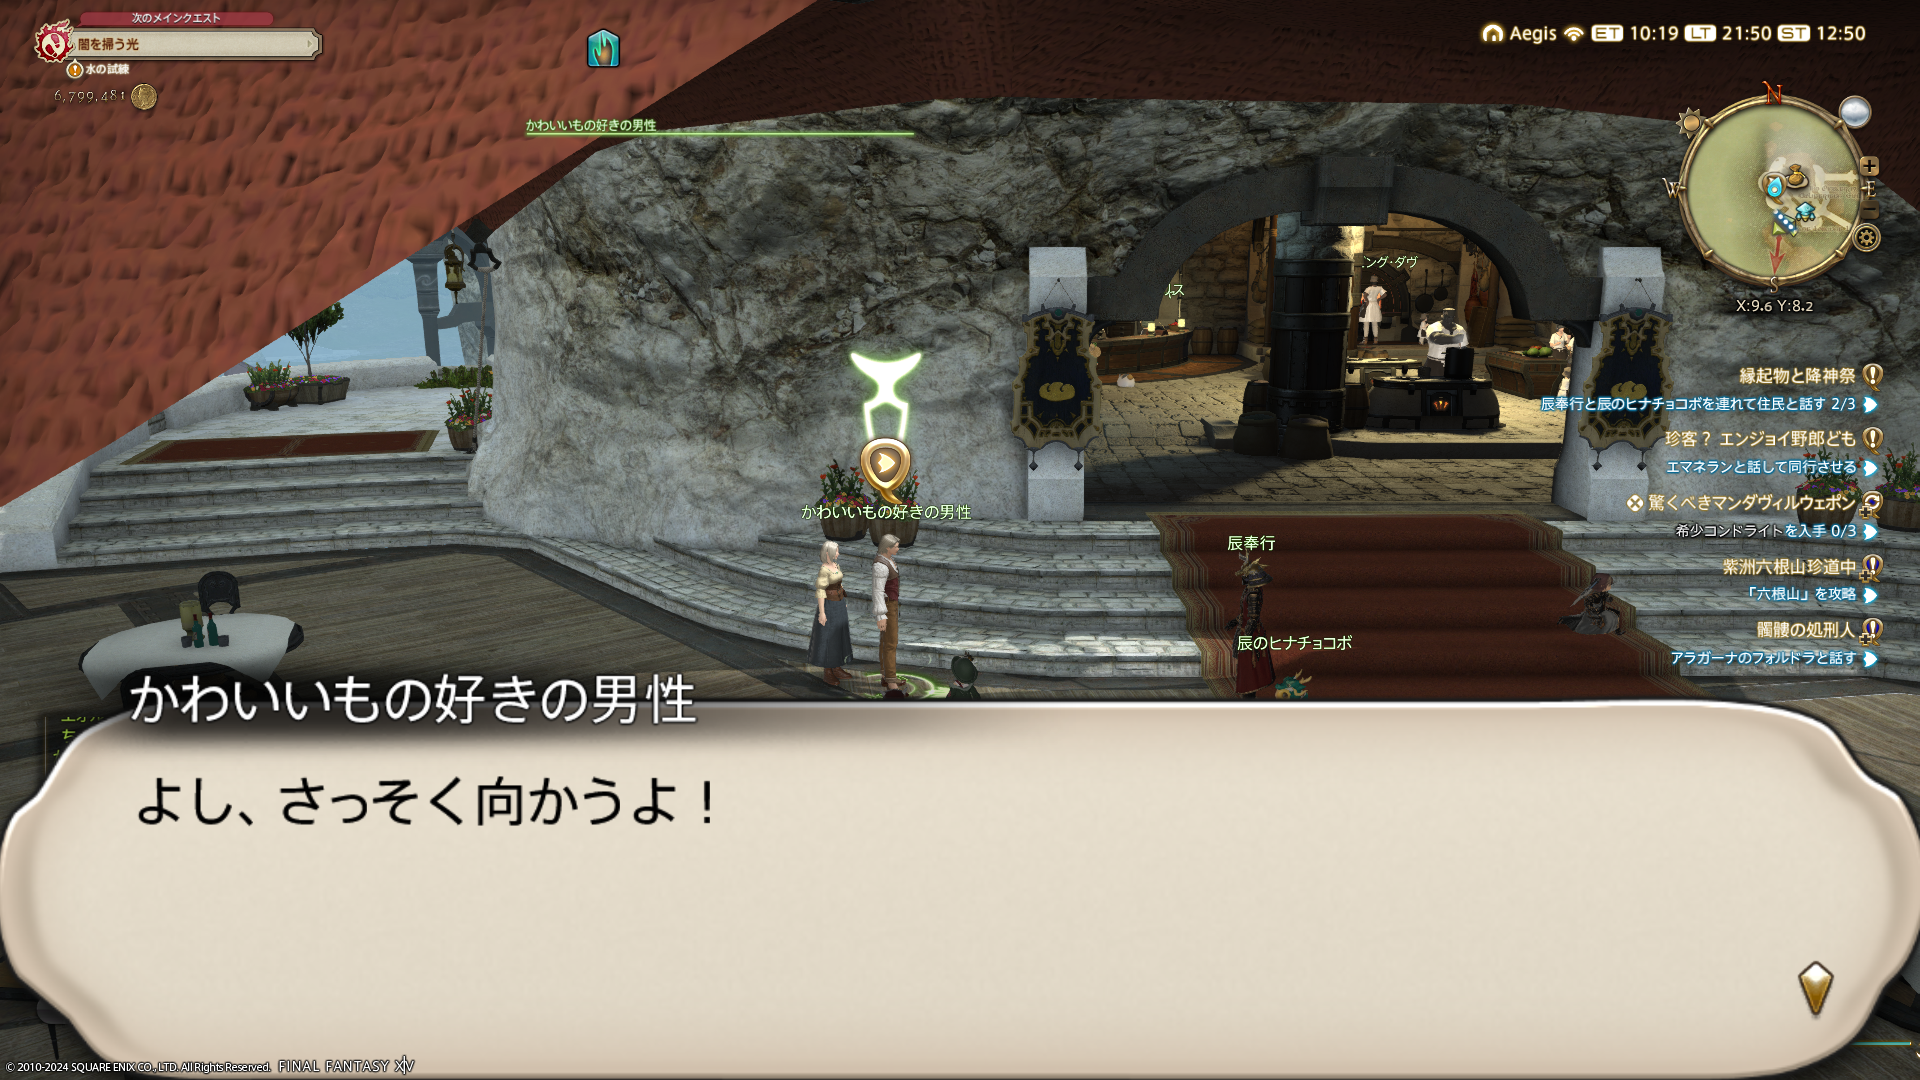 次のメインクエスト
闇を掃う光
水の試練
6,799,481
Aegis ET 10:19 LT 21:50 ST 12:50
かわいいもの好きの男性
N
W
E
S
X:9.6 Y:8.2
縁起物と降神祭
辰奉行と辰のヒナチョコボを連れて住民と話す 2/3
珍客？ エンジョイ野郎ども
エマネランと話して同行させる
驚くべきマンダヴィルウェポン
希少コンドライトを入手 0/3
紫洲六根山珍道中
「六根山」を攻略
髑髏の処刑人
アラガーナのフォルドラと話す
ング・ダヴ
ス
かわいいもの好きの男性
辰奉行
辰のヒナチョコボ
かわいいもの好きの男性
よし、さっそく向かうよ！
© 2010-2024 SQUARE ENIX CO., LTD. All Rights Reserved. FINAL FANTASY XIV